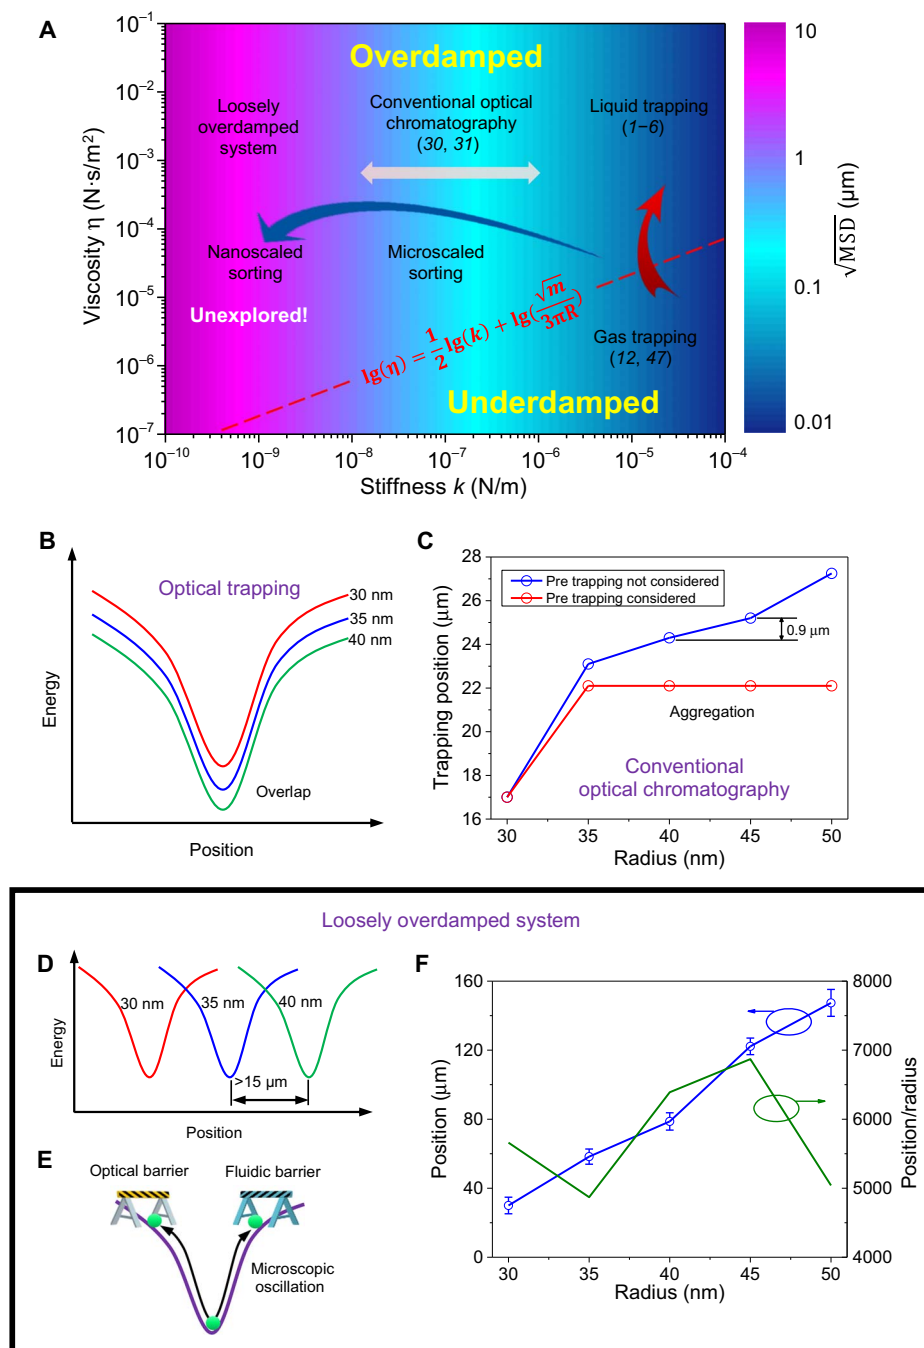 A
Overdamped
Loosely
overdamped
system
Conventional optical
chromatography
(30, 31)
Liquid trapping
(1−6)
Nanoscaled
sorting
Microscaled sorting
Unexplored!
lg(η) = 1/2 lg(k) + lg(√m/3πR)
Gas trapping
(12, 47)
Underdamped
Viscosity η (N·s/m²)
10⁻¹
10⁻²
10⁻³
10⁻⁴
10⁻⁵
10⁻⁶
10⁻⁷
10⁻¹⁰
10⁻⁹
10⁻⁸
10⁻⁷
10⁻⁶
10⁻⁵
10⁻⁴
Stiffness k (N/m)
10
1
0.1
0.01
√MSD (µm)
B
Optical trapping
30 nm
35 nm
40 nm
Overlap
Energy
Position
C
Pre trapping not considered
Pre trapping considered
0.9 µm
Aggregation
Conventional
optical chromatography
Trapping position (µm)
28
26
24
22
20
18
16
30
35
40
45
50
Radius (nm)
Loosely overdamped system
D
30 nm
35 nm
40 nm
>15 µm
Energy
Position
E
Optical barrier
Fluidic barrier
Microscopic
oscillation
F
Position (µm)
160
120
80
40
0
30
35
40
45
50
Radius (nm)
8000
7000
6000
5000
4000
Position/radius